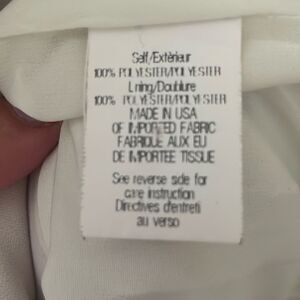 Self/Extérieur
100% POLYESTER/POLYESTER
Lining/Doublure
100% POLYESTER/POLYESTER
MADE IN USA
OF IMPORTED FABRIC
FABRIQUE AUX EU
DE IMPORTEE TISSUE
See reverse side for
care instruction
Directives d'entreti
au verso